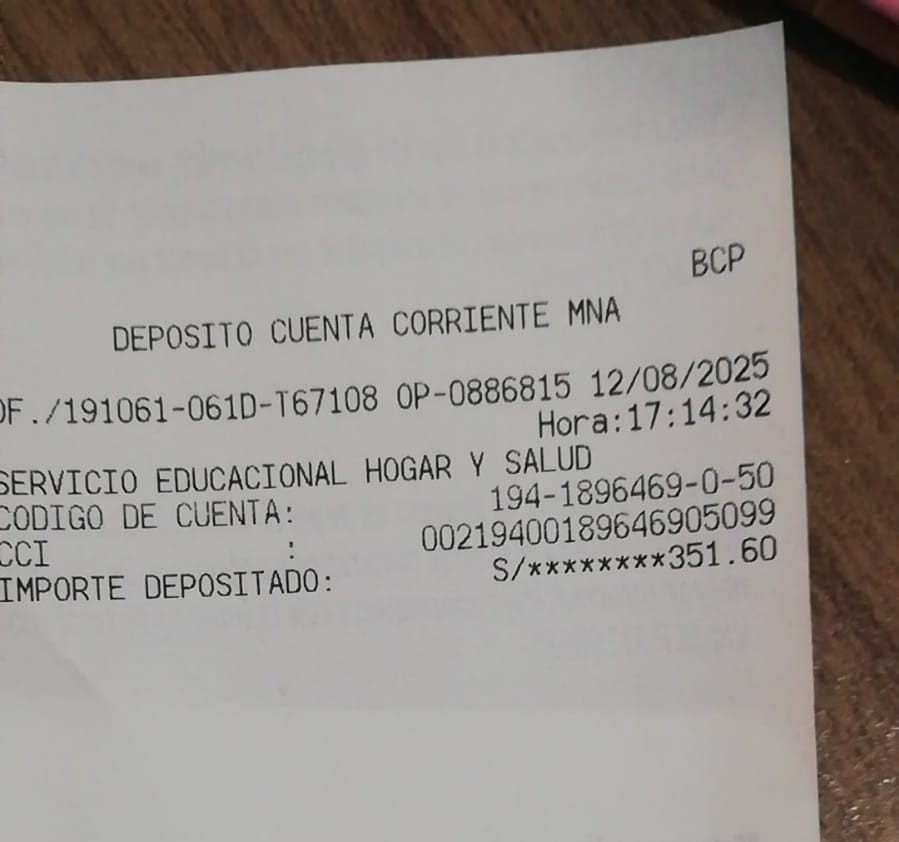 BCP
DEPOSITO CUENTA CORRIENTE MNA
OF./191061-061D-T67108 OP-0886815 12/08/2025
Hora:17:14:32
SERVICIO EDUCACIONAL HOGAR Y SALUD
CODIGO DE CUENTA: 194-1896469-0-50
CCI : 00219400189646905099
IMPORTE DEPOSITADO: S/********351.60